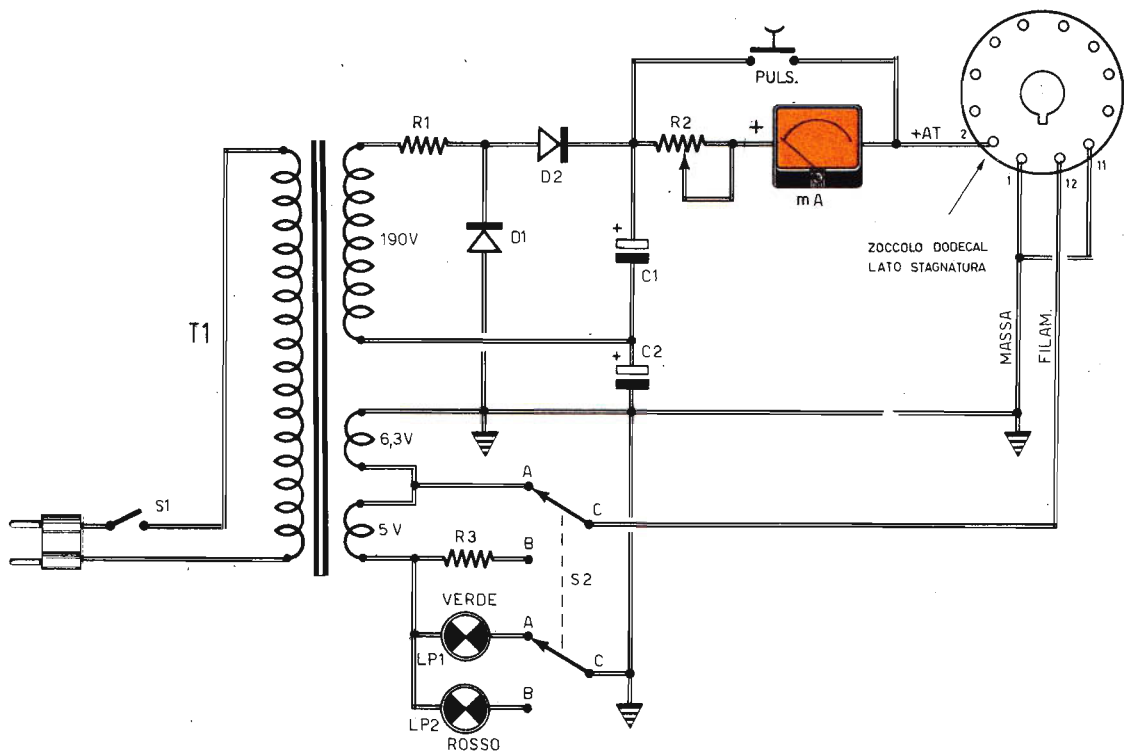 PULS.
R1
R2
+
+AT
2
D2
mA
1
12
11
190V
D1
+
C1
ZOCCOLO DODECAL
LATO STAGNATURA
T1
+
C2
MASSA
FILAM.
6,3V
A
S1
C
5V
R3
B
S2
VERDE
A
LP1
C
B
LP2
ROSSO